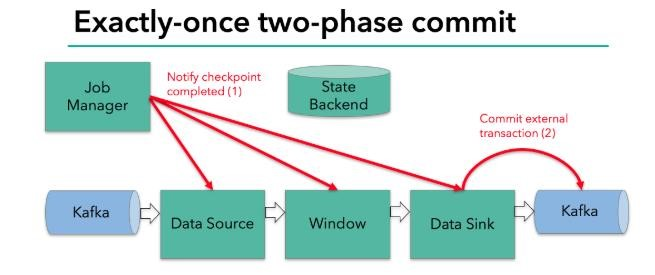 Exactly-once two-phase commit
Job
Manager
Notify checkpoint
completed (1)
State
Backend
Commit external
transaction (2)
Kafka
Data Source
Window
Data Sink
Kafka